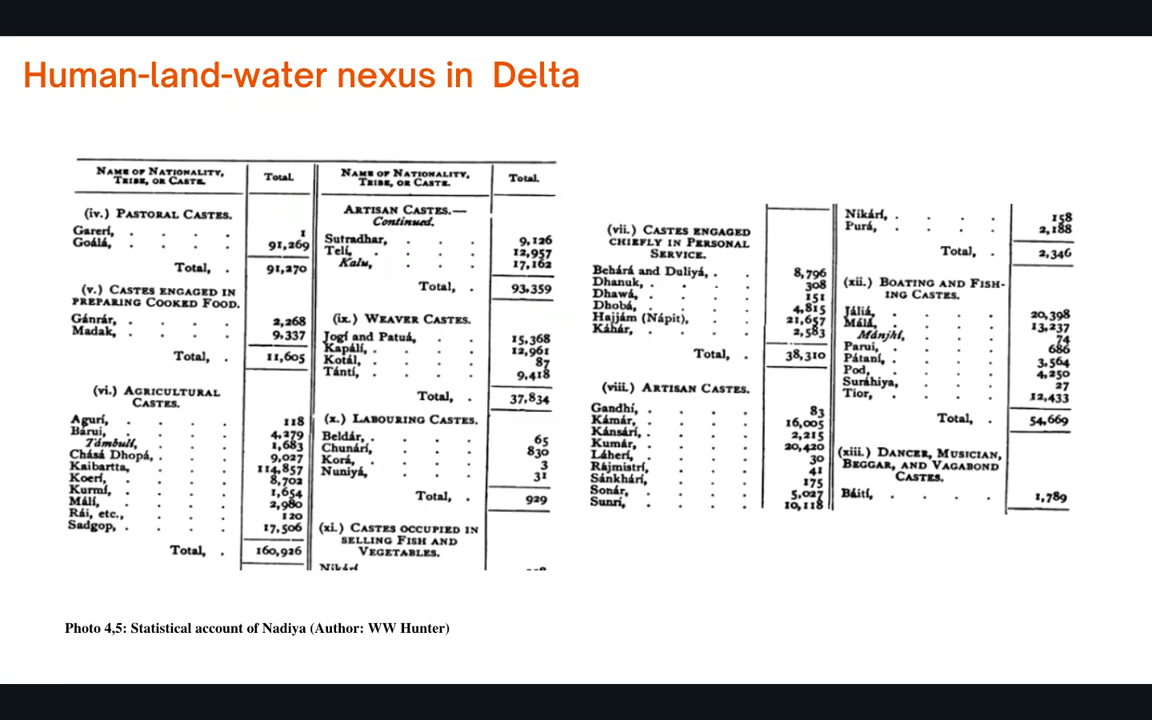 Human-land-water nexus in Delta
NAME OF NATIONALITY, TRIBE, OR CASTE. Total.
(iv.) PASTORAL CASTES.
Garerí, . . . . 1
Goálá, . . . . 91,269
Total, . 91,270
(v.) CASTES ENGAGED IN
PREPARING COOKED FOOD.
Gánrár, . . . . 2,268
Madak, . . . . 9,337
Total, . 11,605
(vi.) AGRICULTURAL
CASTES.
Agurí, . . . . 118
Bárui, . . . . 4,279
Támbulí, . . . 1,683
Chásá Dhopá, . . . 9,027
Kaibartta, . . . . 114,857
Koerí, . . . . 8,702
Kurmí, . . . . 1,654
Málí, . . . . 2,980
Rái, etc., . . . 120
Sadgop, . . . . 17,506
Total, . 160,926
NAME OF NATIONALITY, TRIBE, OR CASTE. Total.
ARTISAN CASTES.—
Continued.
Sutradhar, . . . 9,126
Telí, . . . . 12,957
Kalu, . . . 17,162
Total, . 93,359
(ix.) WEAVER CASTES.
Jogí and Patuá, . . . 15,368
Kapálí, . . . . 12,961
Kotál, . . . . 87
Tántí, . . . . 9,418
Total, . 37,834
(x.) LABOURING CASTES.
Beldár, . . . . 65
Chunárí, . . . . 830
Korá, . . . . 3
Nuniyá, . . . . 31
Total, . 929
(xi.) CASTES OCCUPIED IN
SELLING FISH AND
VEGETABLES.
Nikárí
(vii.) CASTES ENGAGED
CHIEFLY IN PERSONAL
SERVICE.
Behárá and Duliyá, . . 8,796
Dhanuk, . . . . 308
Dhawá, . . . . 151
Dhobá, . . . . 4,815
Hajjám (Nápit), . . 21,657
Káhár, . . . . 2,583
Total, . 38,310
(viii.) ARTISAN CASTES.
Gandhí, . . . . 83
Kámár, . . . . 16,005
Kánsárí, . . . . 2,215
Kumár, . . . . 20,420
Láherí, . . . . 30
Rájmistrí, . . . 41
Sánkhárí, . . . 175
Sonár, . . . . 5,027
Sunrí, . . . . 10,118
Nikárí, . . . . 158
Purá, . . . . 2,188
Total, . 2,346
(xii.) BOATING AND FISH-
ING CASTES.
Jáliá, . . . . 20,398
Málá, . . . . 13,237
Mánjhí, . . . 74
Parui, . . . . 686
Pátaní, . . . . 3,564
Pod, . . . . 4,250
Suráhiya, . . . 27
Tior, . . . . 12,433
Total, . 54,669
(xiii.) DANCER, MUSICIAN,
BEGGAR, AND VAGABOND
CASTES.
Báití, . . . . 1,789
Photo 4,5: Statistical account of Nadiya (Author: WW Hunter)